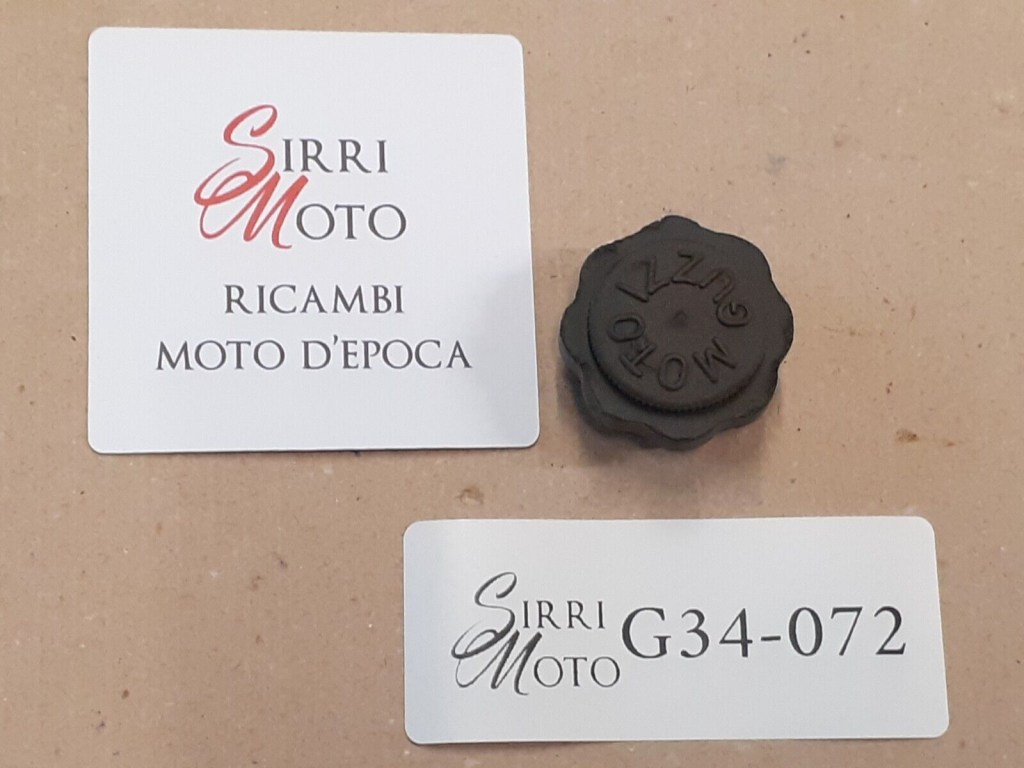 SIRRI
MOTO
RICAMBI
MOTO D'EPOCA
MOTO GUZZI
SIRRI
MOTO
G34-072